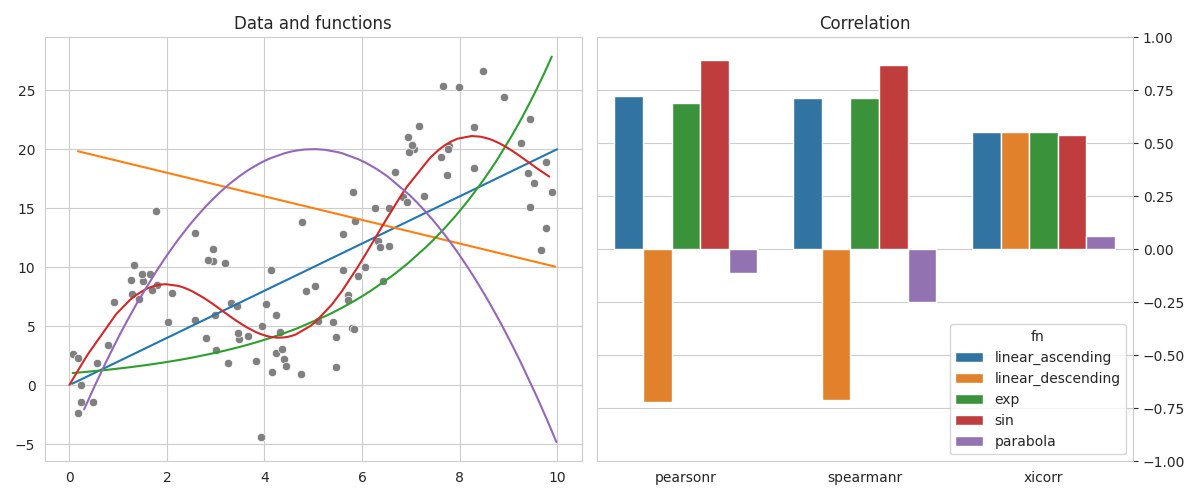 Data and functions
25
20
15
10
5
0
−5
0 2 4 6 8 10
Correlation
1.00
0.75
0.50
0.25
0.00
−0.25
−0.50
−0.75
−1.00
fn
linear_ascending
linear_descending
exp
sin
parabola
pearsonr spearmanr xicorr